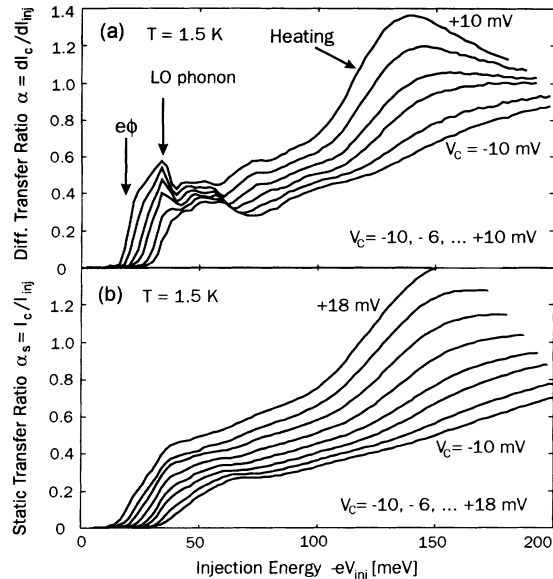 Diff. Transfer Ratio α = dI_c/dI_inj
1.4
1.2
1.0
0.8
0.6
0.4
0.2
0
(a)
T = 1.5 K
+10 mV
Heating
LO phonon
eϕ
V_C = -10 mV
V_C= -10, - 6, ... +10 mV
Static Transfer Ratio α_s = I_c/I_inj
1.2
1.0
0.8
0.6
0.4
0.2
0
(b)
T = 1.5 K
+18 mV
V_C= -10 mV
V_C= -10, - 6, ... +18 mV
0
50
100
150
200
Injection Energy -eV_inj [meV]